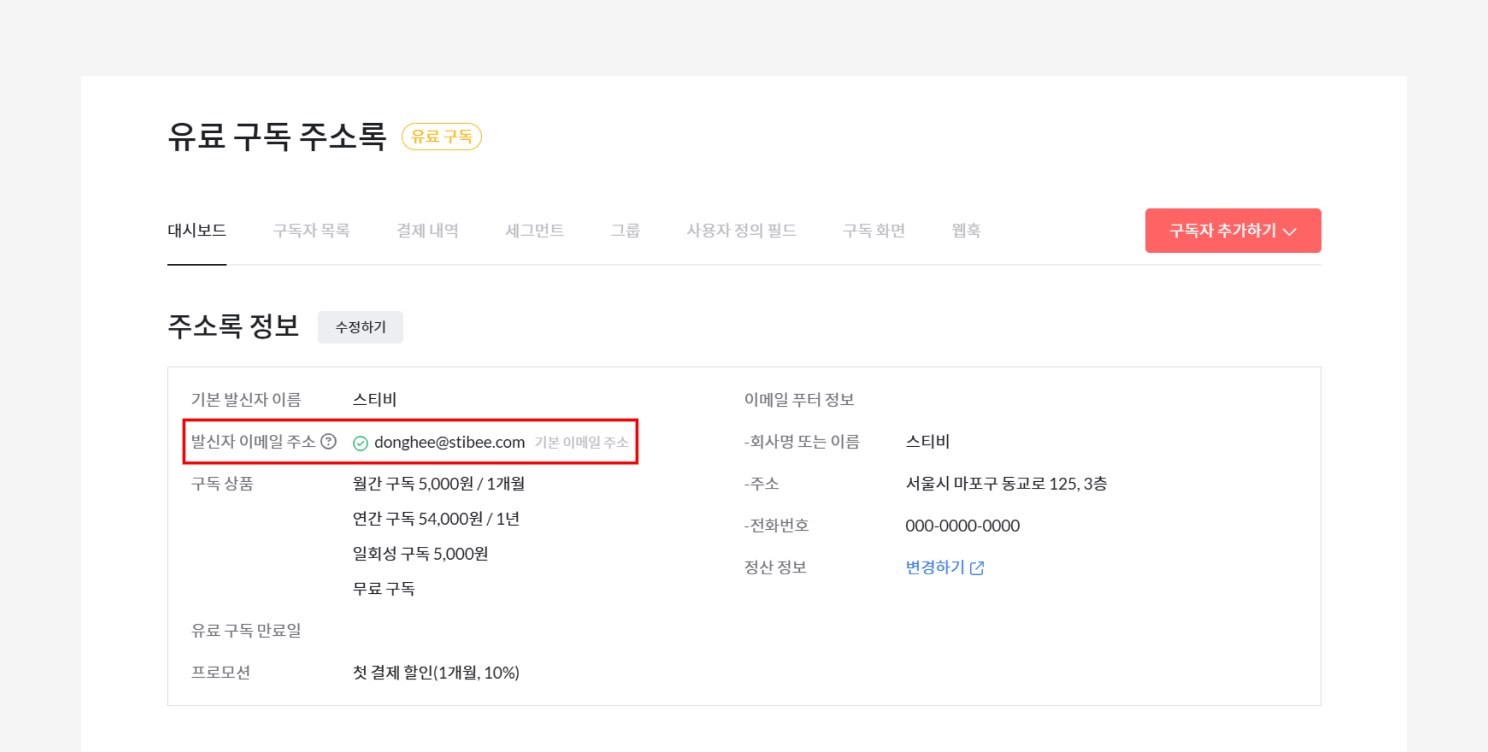 유료 구독 주소록 유료 구독
대시보드 구독자 목록 결제 내역 세그먼트 그룹 사용자 정의 필드 구독 화면 웹훅 구독자 추가하기
주소록 정보 수정하기
기본 발신자 이름 스티비
발신자 이메일 주소 ? donghee@stibee.com 기본 이메일 주소
구독 상품 월간 구독 5,000원 / 1개월
연간 구독 54,000원 / 1년
일회성 구독 5,000원
무료 구독
유료 구독 만료일
프로모션 첫 결제 할인(1개월, 10%)
이메일 푸터 정보
-회사명 또는 이름 스티비
-주소 서울시 마포구 동교로 125, 3층
-전화번호 000-0000-0000
정산 정보 변경하기